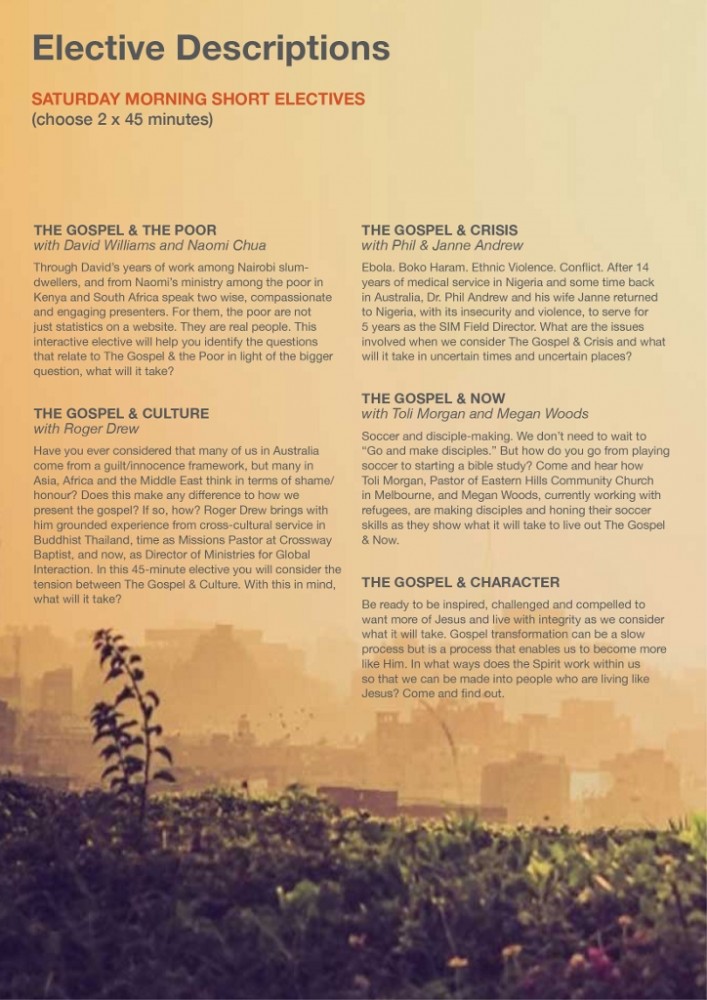 Elective Descriptions
SATURDAY MORNING SHORT ELECTIVES
(choose 2 x 45 minutes)
THE GOSPEL & THE POOR
with David Williams and Naomi Chua
Through David's years of work among Nairobi slum-
dwellers, and from Naomi's ministry among the poor in
Kenya and South Africa speak two wise, compassionate
and engaging presenters. For them, the poor are not
just statistics on a website. They are real people. This
interactive elective will help you identify the questions
that relate to The Gospel & the Poor in light of the bigger
question, what will it take?
THE GOSPEL & CULTURE
with Roger Drew
Have you ever considered that many of us in Australia
come from a guilt/innocence framework, but many in
Asia, Africa and the Middle East think in terms of shame/
honour? Does this make any difference to how we
present the gospel? If so, how? Roger Drew brings with
him grounded experience from cross-cultural service in
Buddhist Thailand, time as Missions Pastor at Crossway
Baptist, and now, as Director of Ministries for Global
Interaction. In this 45-minute elective you will consider the
tension between The Gospel & Culture. With this in mind,
what will it take?
THE GOSPEL & CRISIS
with Phil & Janne Andrew
Ebola. Boko Haram. Ethnic Violence. Conflict. After 14
years of medical service in Nigeria and some time back
in Australia, Dr. Phil Andrew and his wife Janne returned
to Nigeria, with its insecurity and violence, to serve for
5 years as the SIM Field Director. What are the issues
involved when we consider The Gospel & Crisis and what
will it take in uncertain times and uncertain places?
THE GOSPEL & NOW
with Toli Morgan and Megan Woods
Soccer and disciple-making. We don't need to wait to
"Go and make disciples." But how do you go from playing
soccer to starting a bible study? Come and hear how
Toli Morgan, Pastor of Eastern Hills Community Church
in Melbourne, and Megan Woods, currently working with
refugees, are making disciples and honing their soccer
skills as they show what it will take to live out The Gospel
& Now.
THE GOSPEL & CHARACTER
Be ready to be inspired, challenged and compelled to
want more of Jesus and live with integrity as we consider
what it will take. Gospel transformation can be a slow
process but is a process that enables us to become more
like Him. In what ways does the Spirit work within us
so that we can be made into people who are living like
Jesus? Come and find out.